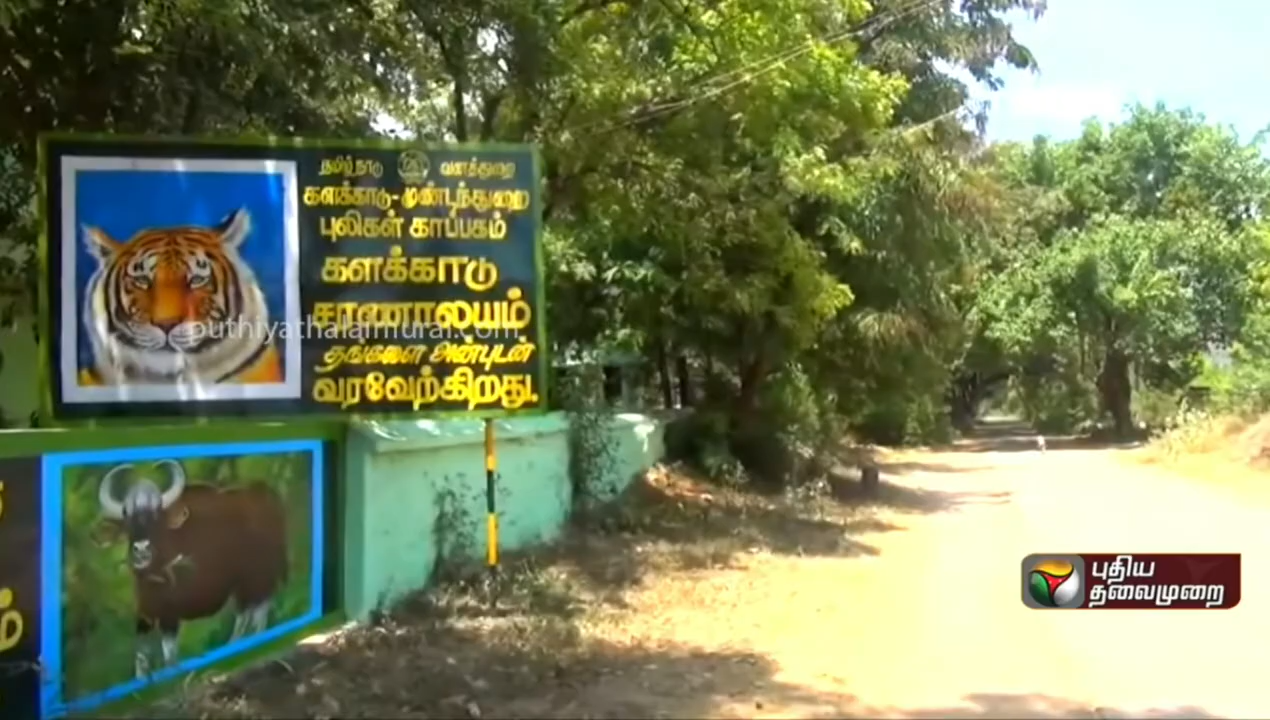 தமிழ்நாடு வனத்துறை
களக்காடு-முண்டந்துறை
புலிகள் காப்பகம்
களக்காடு
சரணாலயம்
தங்களை அன்புடன்
வரவேற்கிறது.
puthiyathalaimurai.com
புதிய
தலைமுறை